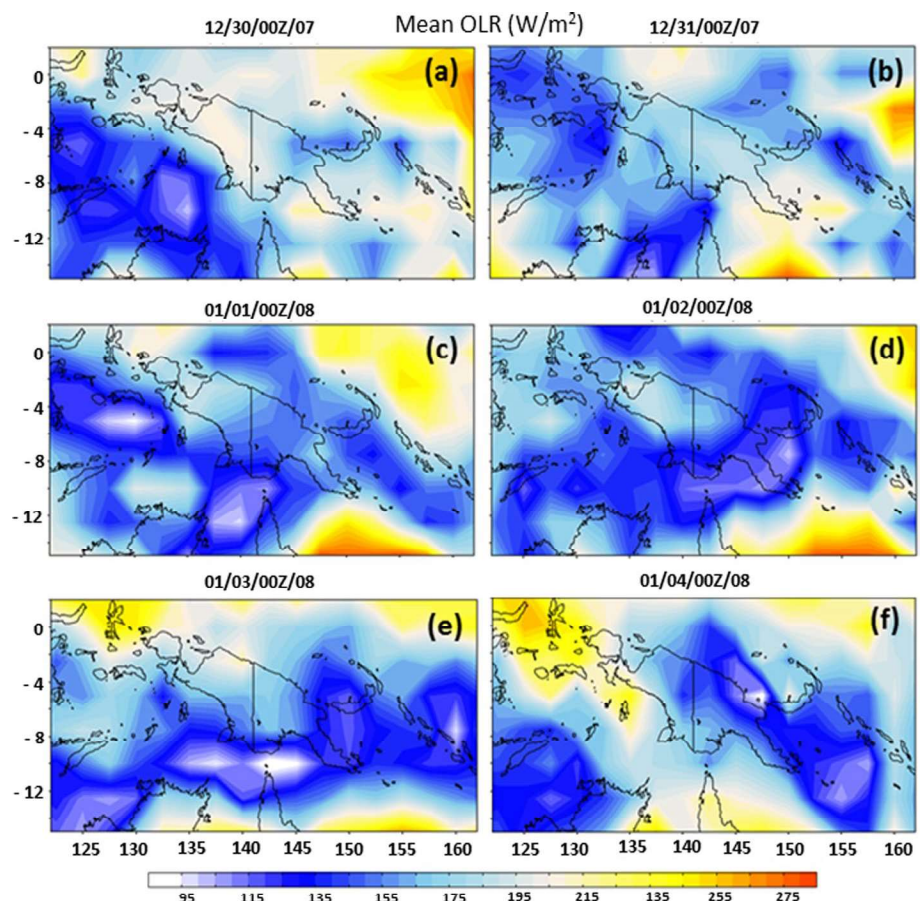 Mean OLR (W/m²)
12/30/00Z/07
12/31/00Z/07
(a)
(b)
0
- 4
- 8
- 12
01/01/00Z/08
01/02/00Z/08
(c)
(d)
0
- 4
- 8
- 12
01/03/00Z/08
01/04/00Z/08
(e)
(f)
0
- 4
- 8
- 12
125 130 135 140 145 150 155 160
125 130 135 140 145 150 155 160
95 115 135 155 175 195 215 135 255 275